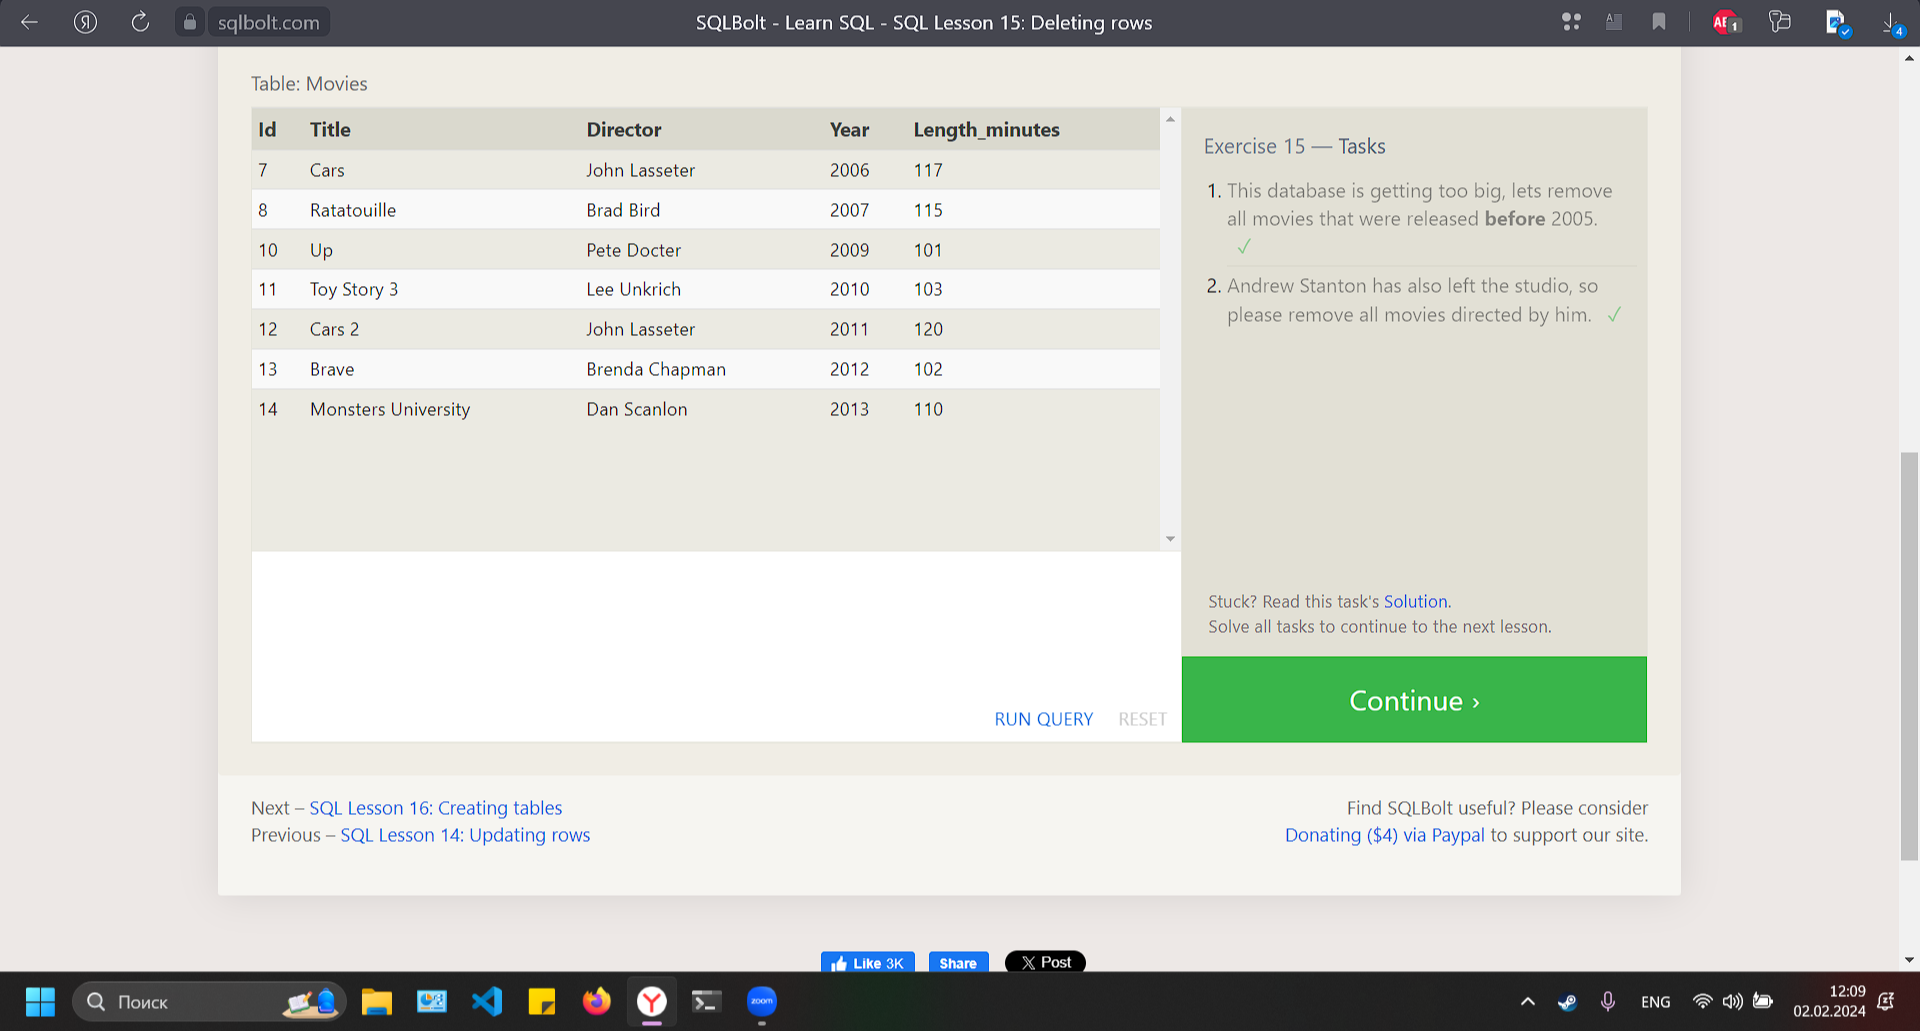 sqlbolt.com
SQLBolt - Learn SQL - SQL Lesson 15: Deleting rows
1
4
Table: Movies
Id Title Director Year Length_minutes
7 Cars John Lasseter 2006 117
8 Ratatouille Brad Bird 2007 115
10 Up Pete Docter 2009 101
11 Toy Story 3 Lee Unkrich 2010 103
12 Cars 2 John Lasseter 2011 120
13 Brave Brenda Chapman 2012 102
14 Monsters University Dan Scanlon 2013 110
RUN QUERY RESET
Exercise 15 — Tasks
1. This database is getting too big, lets remove
all movies that were released before 2005.
✓
2. Andrew Stanton has also left the studio, so
please remove all movies directed by him. ✓
Stuck? Read this task's Solution.
Solve all tasks to continue to the next lesson.
Continue ›
Next – SQL Lesson 16: Creating tables
Previous – SQL Lesson 14: Updating rows
Find SQLBolt useful? Please consider
Donating ($4) via Paypal to support our site.
Like 3K Share X Post
Поиск
zoom
ENG
12:09
02.02.2024